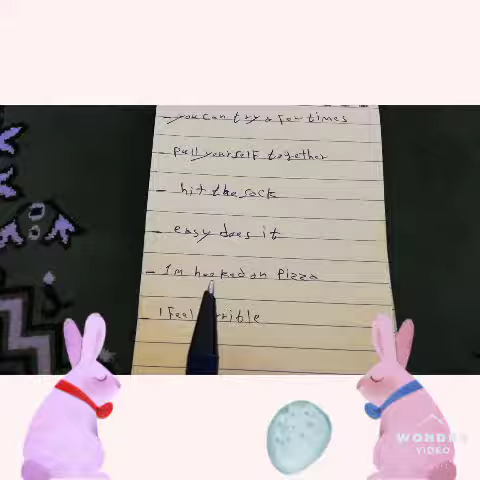 - you can try a few times
- pull yourself together
- hit the sack
- easy does it
- I'm hooked on pizza
I feel
WONDER
VIDEO